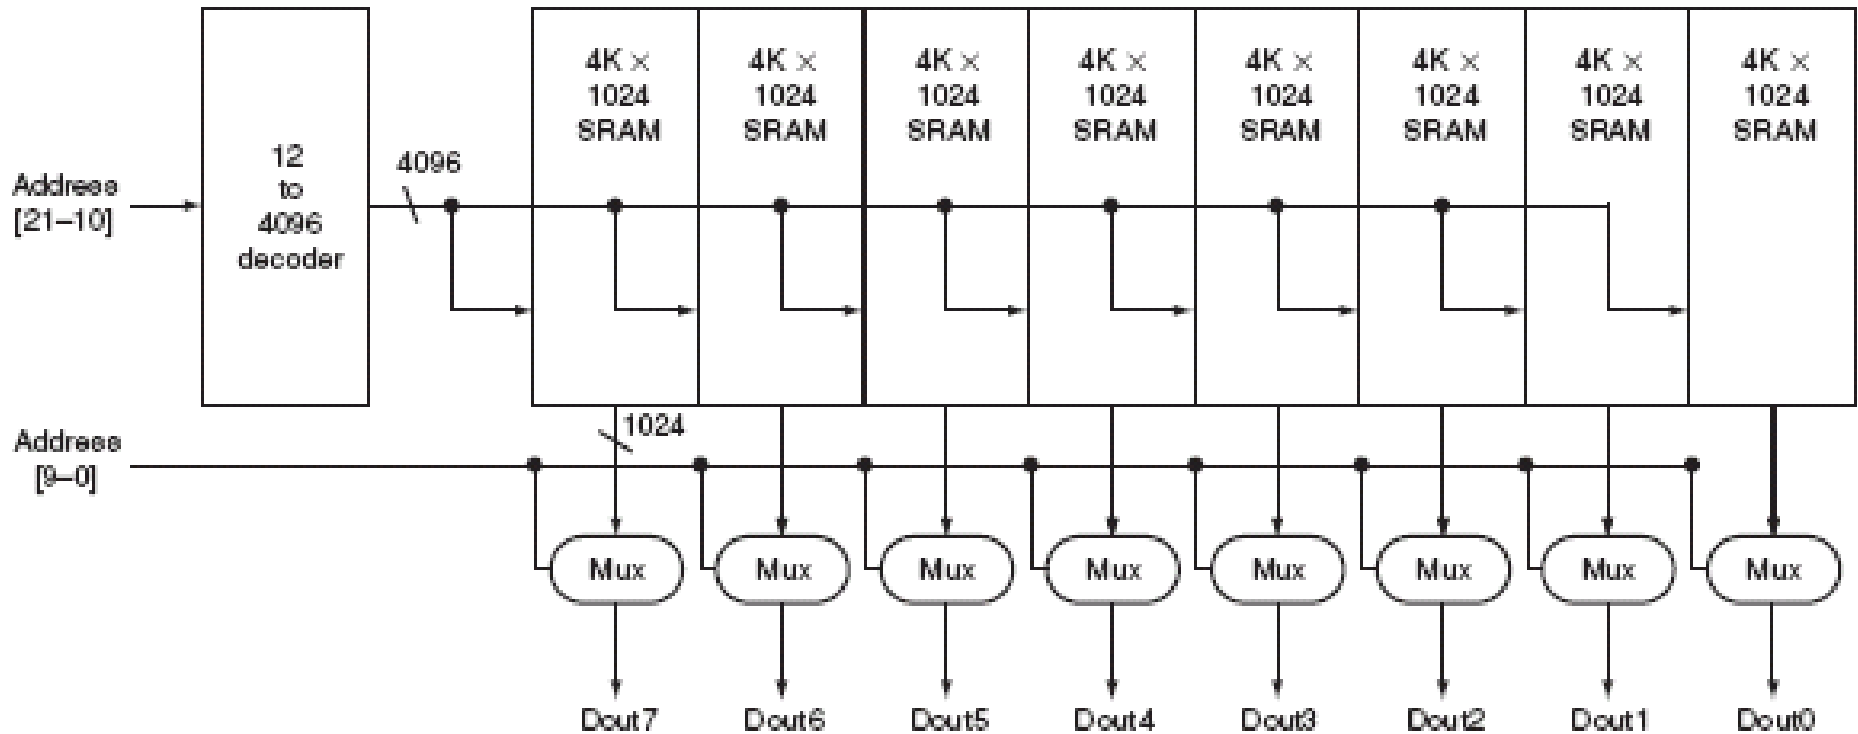 4K ×
1024
SRAM
4K ×
1024
SRAM
4K ×
1024
SRAM
4K ×
1024
SRAM
4K ×
1024
SRAM
4K ×
1024
SRAM
4K ×
1024
SRAM
4K ×
1024
SRAM
12
to
4096
decoder
4096
Address
[21–10]
1024
Address
[9–0]
Mux
Mux
Mux
Mux
Mux
Mux
Mux
Mux
Dout7
Dout6
Dout5
Dout4
Dout3
Dout2
Dout1
Dout0